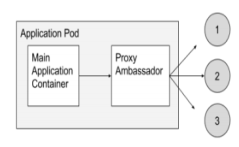 Application Pod
Main
Application
Container
Proxy
Ambassador
1
2
3